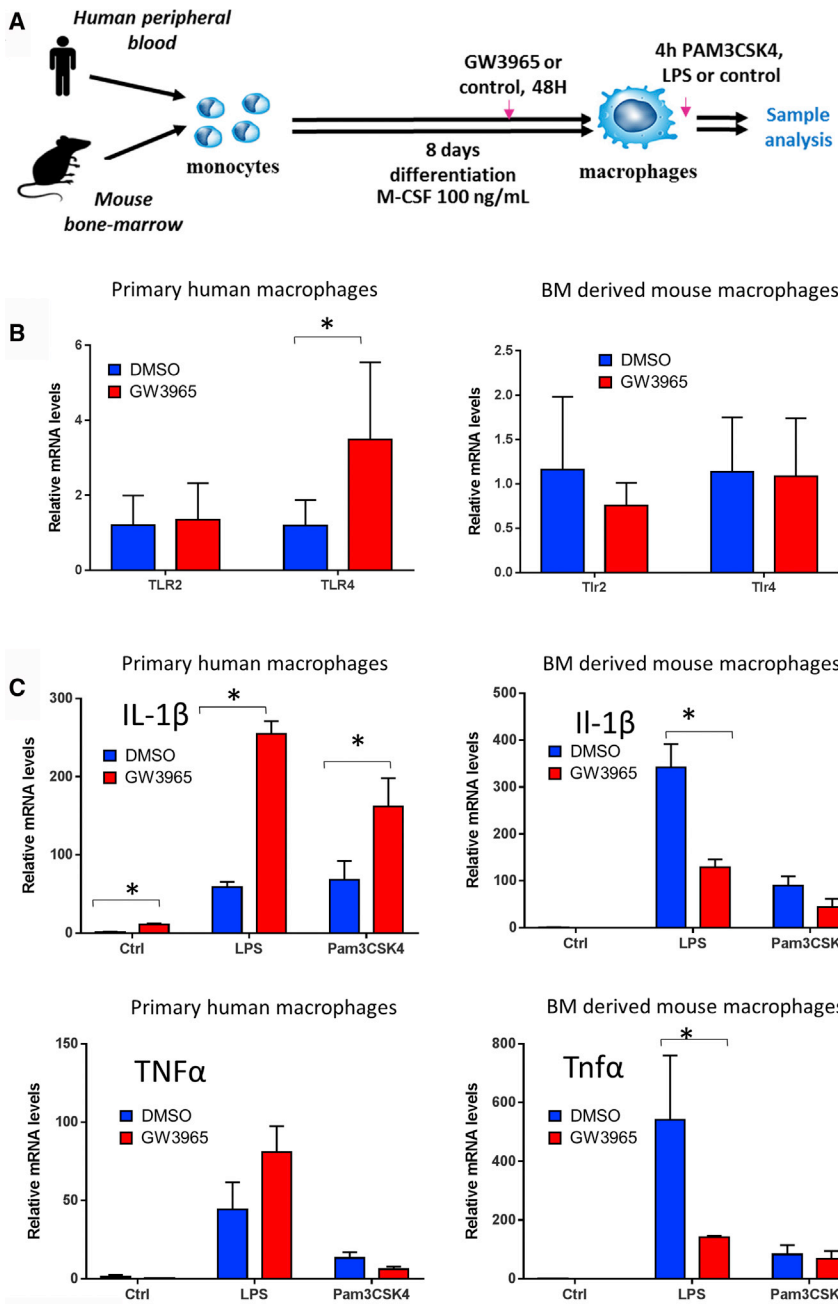 A
Human peripheral
blood
Mouse
bone-marrow
monocytes
GW3965 or
control, 48H
8 days
differentiation
M-CSF 100 ng/mL
macrophages
4h PAM3CSK4,
LPS or control
Sample
analysis
B
Primary human macrophages
*
DMSO
GW3965
Relative mRNA levels
6
4
2
0
TLR2 TLR4
BM derived mouse macrophages
DMSO
GW3965
Relative mRNA levels
2.5
2.0
1.5
1.0
0.5
0.0
Tlr2 Tlr4
C
Primary human macrophages
IL-1β
* * *
DMSO
GW3965
Relative mRNA levels
300
200
100
0
Ctrl LPS Pam3CSK4
BM derived mouse macrophages
Il-1β
*
DMSO
GW3965
Relative mRNA levels
500
400
300
200
100
0
Ctrl LPS Pam3CSK
Primary human macrophages
TNFα
DMSO
GW3965
Relative mRNA levels
150
100
50
0
Ctrl LPS Pam3CSK4
BM derived mouse macrophages
Tnfα
*
DMSO
GW3965
Relative mRNA levels
800
600
400
200
0
Ctrl LPS Pam3CSK